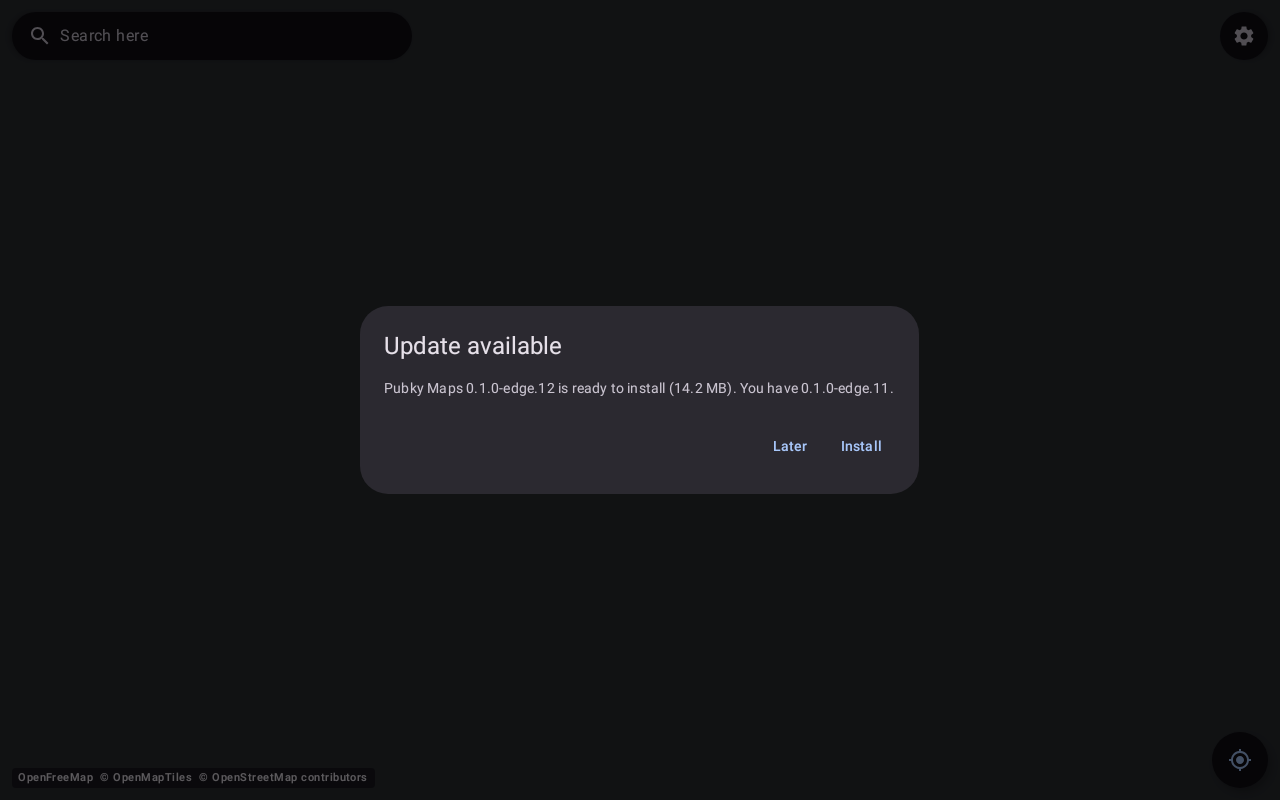 Search here
Update available
Pubky Maps 0.1.0-edge.12 is ready to install (14.2 MB). You have 0.1.0-edge.11.
Later Install
OpenFreeMap © OpenMapTiles © OpenStreetMap contributors